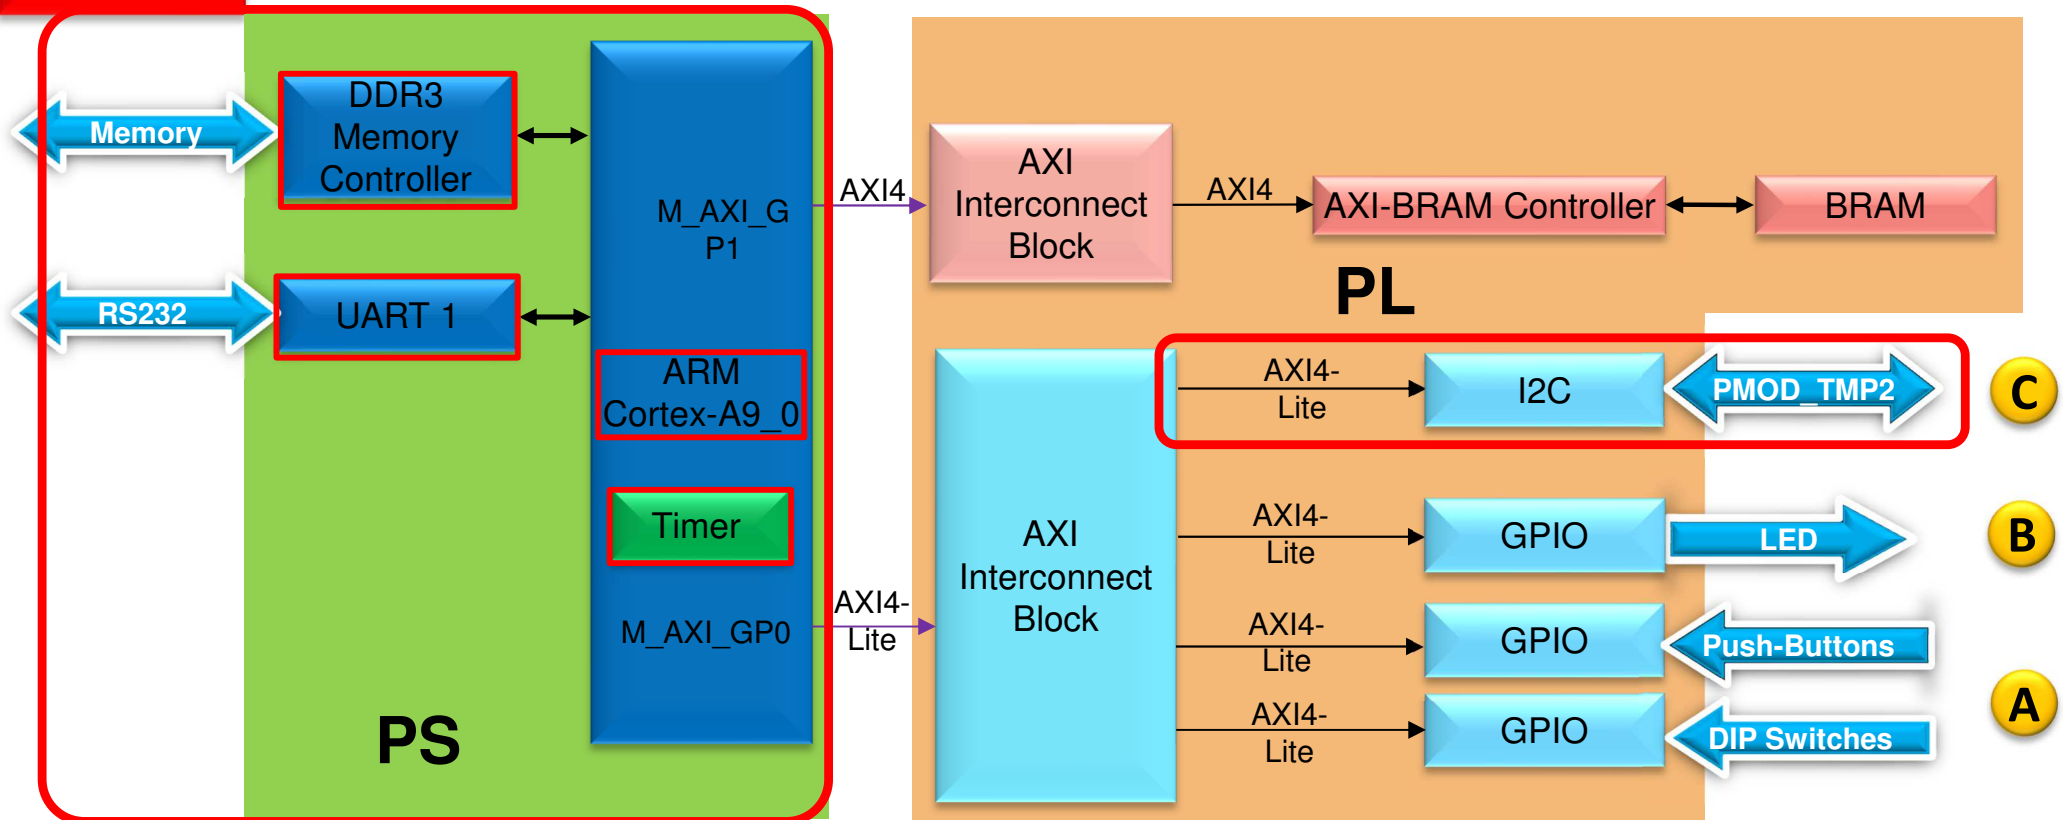 DDR3
Memory
Controller
Memory
M_AXI_G
P1
AXI4
AXI
Interconnect
Block
AXI4
AXI-BRAM Controller
BRAM
PL
RS232
UART 1
ARM
Cortex-A9_0
Timer
M_AXI_GP0
AXI4-
Lite
PS
AXI
Interconnect
Block
AXI4-
Lite
I2C
PMOD_TMP2
C
AXI4-
Lite
GPIO
LED
B
AXI4-
Lite
GPIO
Push-Buttons
A
AXI4-
Lite
GPIO
DIP Switches